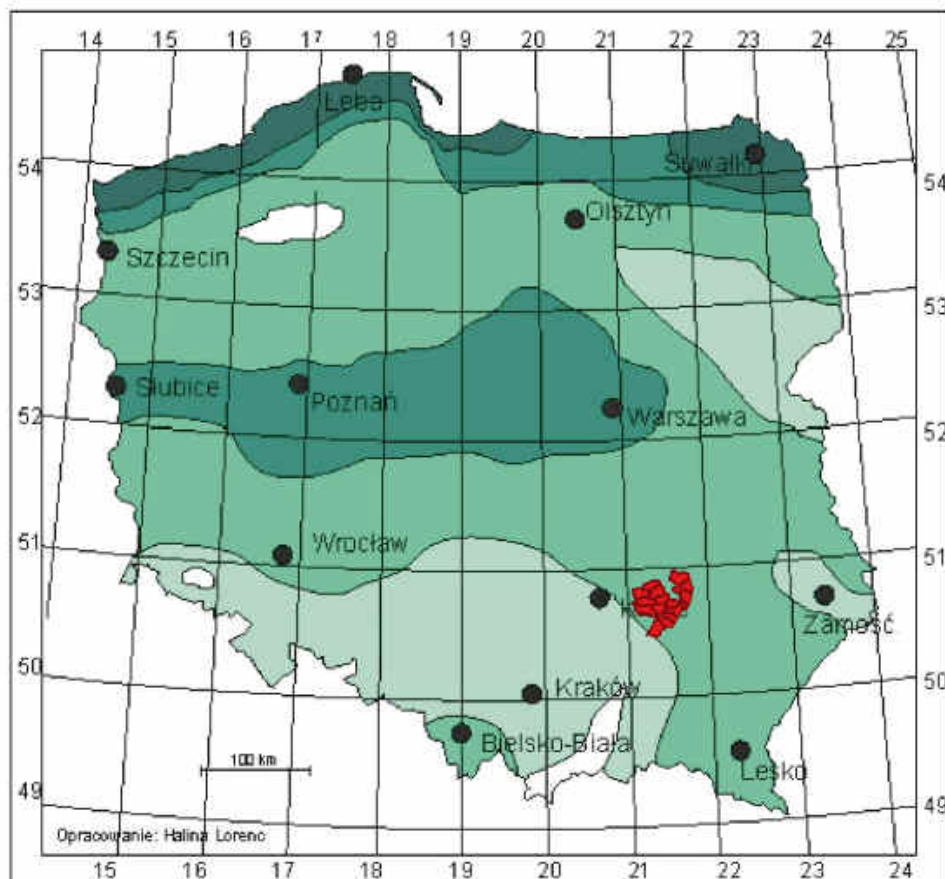 14 15 16 17 18 19 20 21 22 23 24 25
Łeba
54 Suwałki 54
Olsztyn
Szczecin
53 53
Słubice Poznań Warszawa
52 52
Wrocław
51 51
Zamość
50 Kraków 50
Bielsko-Biała
100 km Lesko
49 49
Opracowanie: Halina Lorenc
15 16 17 18 19 20 21 22 23 24